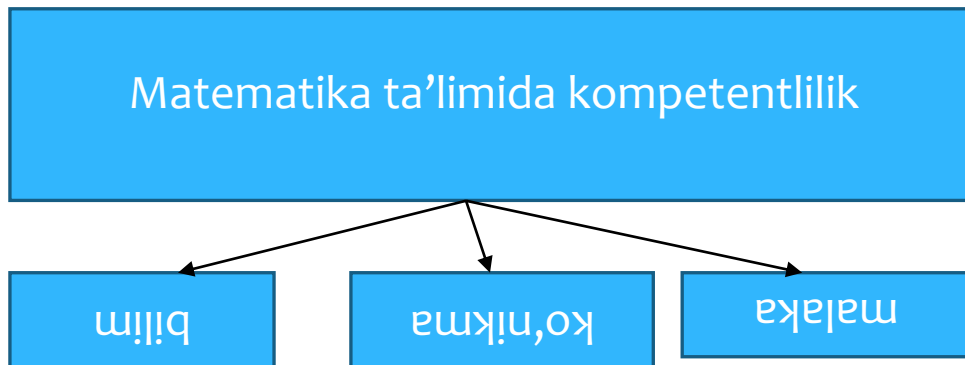 Matematika ta’limida kompetentlilik
bilim
ko’nikma
malaka